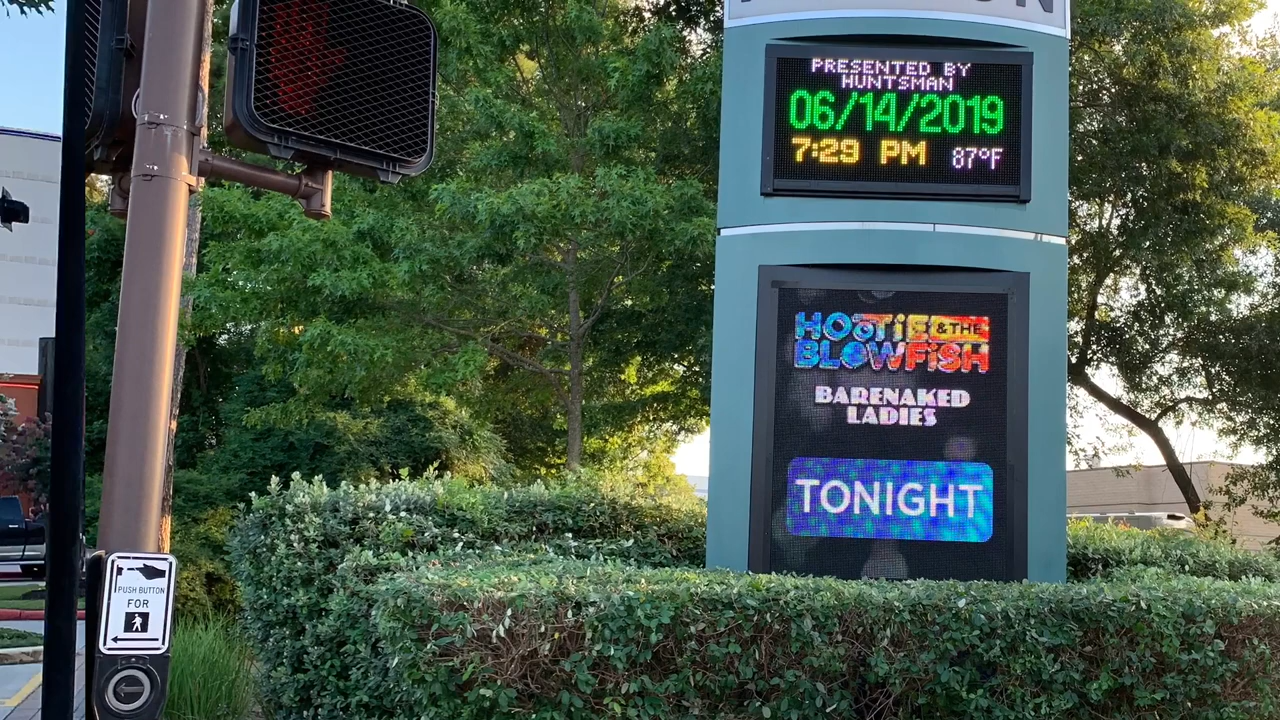 PRESENTED BY
HUNTSMAN
06/14/2019
7:29 PM 87°F
HOOTiE & THE
BLOWFiSH
BARENAKED
LADIES
TONIGHT
PUSH BUTTON
FOR